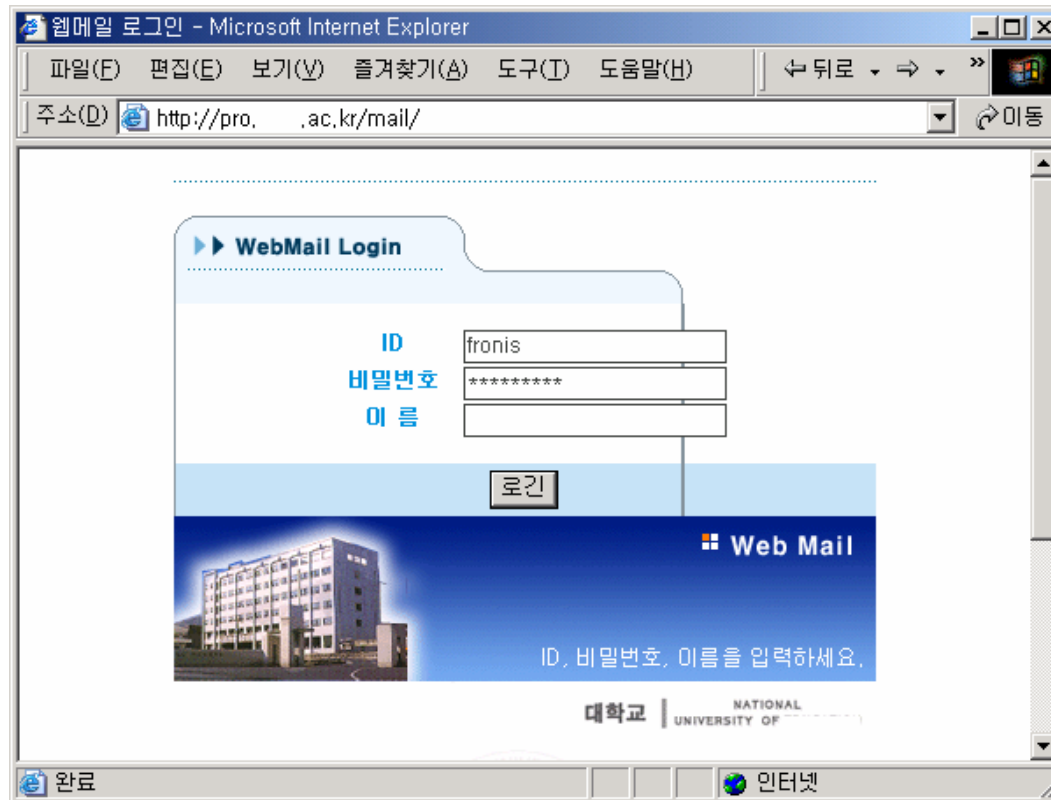 웹메일 로그인 - Microsoft Internet Explorer
파일(F) 편집(E) 보기(V) 즐겨찾기(A) 도구(T) 도움말(H) 뒤로 »
주소(D) http://pro. .ac.kr/mail/ 이동
WebMail Login
ID fronis
비밀번호 *********
이 름
로긴
Web Mail
ID, 비밀번호, 이름을 입력하세요.
대학교 NATIONAL
UNIVERSITY OF
완료 인터넷